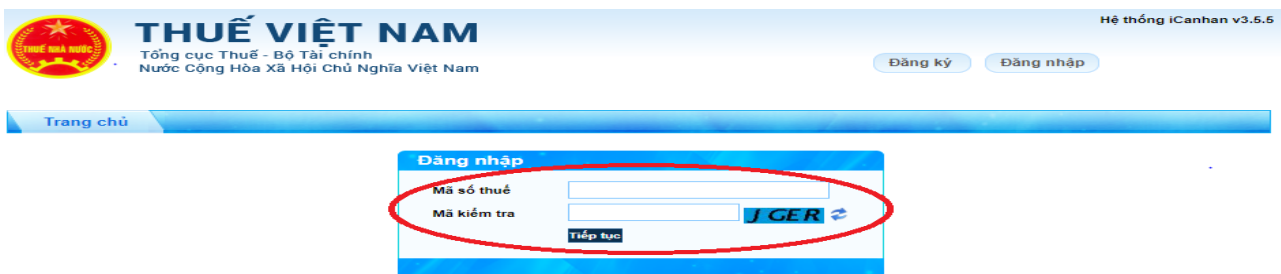 Hệ thống iCanhan v3.5.5
THUẾ NHÀ NƯỚC
THUẾ VIỆT NAM
Tổng cục Thuế - Bộ Tài chính
Nước Cộng Hòa Xã Hội Chủ Nghĩa Việt Nam
Đăng ký
Đăng nhập
Trang chủ
Đăng nhập
Mã số thuế
Mã kiểm tra
JGER
Tiếp tục